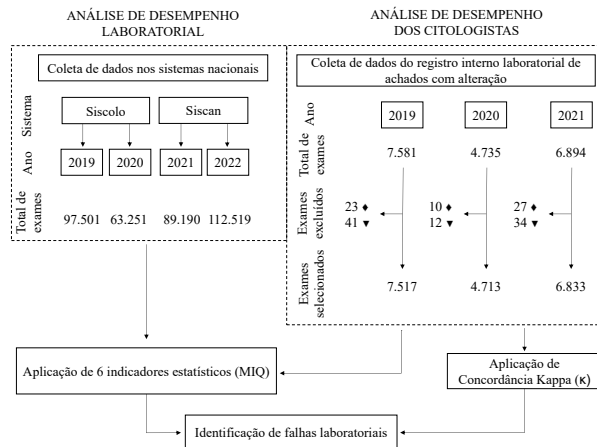 ANÁLISE DE DESEMPENHO
LABORATORIAL
Coleta de dados nos sistemas nacionais
Sistema
Siscolo
Siscan
Ano
2019
2020
2021
2022
Total de
exames
97.501
63.251
89.190
112.519
ANÁLISE DE DESEMPENHO
DOS CITOLOGISTAS
Coleta de dados do registro interno laboratorial de
achados com alteração
Ano
2019
2020
2021
Total de
exames
7.581
4.735
6.894
Exames
excluídos
23 ♦
41 ▼
10 ♦
12 ▼
27 ♦
34 ▼
Exames
selecionados
7.517
4.713
6.833
Aplicação de 6 indicadores estatísticos (MIQ)
Aplicação de
Concordância Kappa (κ)
Identificação de falhas laboratoriais